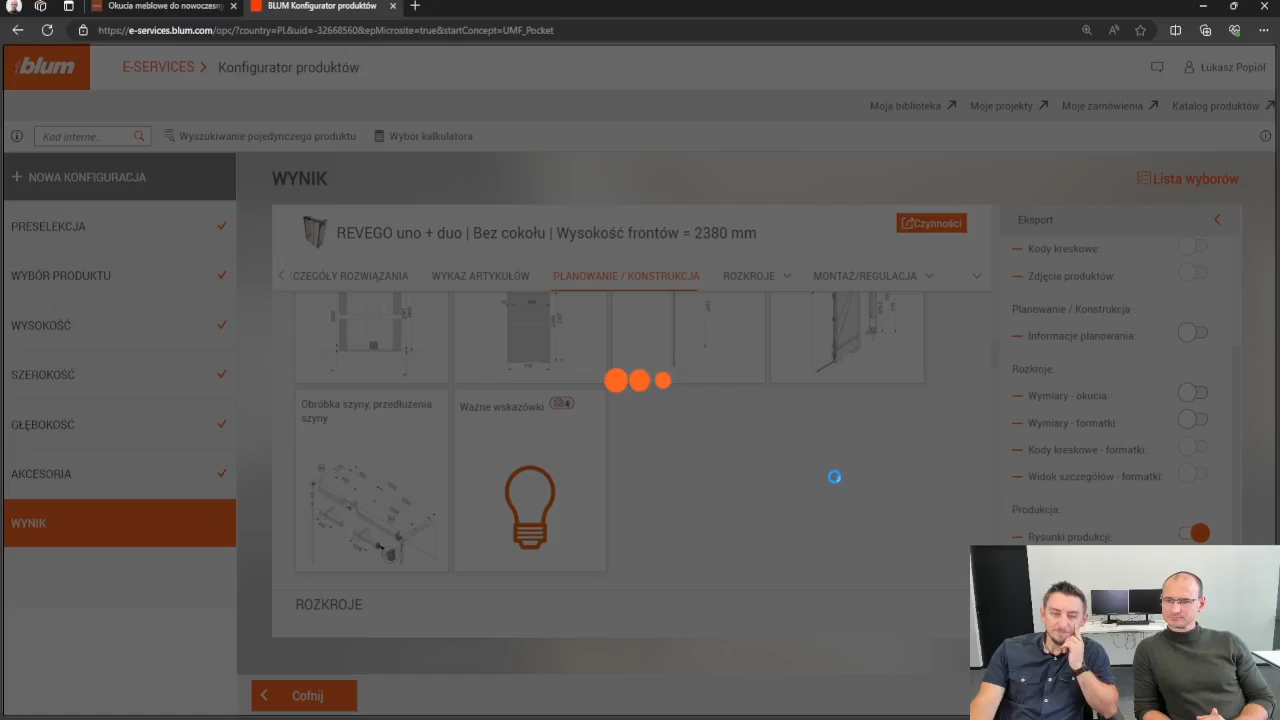 Okucia meblowe do nowoczesny
BLUM Konfigurator produktów
https://e-services.blum.com/opc/?country=PL&uid=-32668560&epMicrosite=true&startConcept=UMF_Pocket
blum
E-SERVICES > Konfigurator produktów
Łukasz Popiół
Moja biblioteka
Moje projekty
Moje zamówienia
Katalog produktów
Kod interne..
Wyszukiwanie pojedynczego produktu
Wybór kalkulatora
+ NOWA KONFIGURACJA
PRESELEKCJA
WYBÓR PRODUKTU
WYSOKOŚĆ
SZEROKOŚĆ
GŁĘBOKOŚĆ
AKCESORIA
WYNIK
WYNIK
Lista wyborów
REVEGO uno + duo | Bez cokołu | Wysokość frontów = 2380 mm
Czynności
CZEGÓŁY ROZWIĄZANIA
WYKAZ ARTYKUŁÓW
PLANOWANIE / KONSTRUKCJA
ROZKROJE
MONTAŻ/REGULACJA
Obróbka szyny, przedłużenia
szyny
Ważne wskazówki
4
ROZKROJE
Eksport
Kody kreskowe:
Zdjęcia produktów:
Planowanie / Konstrukcja :
Informacje planowania:
Rozkroje:
Wymiary - okucia:
Wymiary - formatki:
Kody kreskowe - formatki:
Widok szczegółów - formatki:
Produkcja:
Rysunki produkcji:
Cofnij